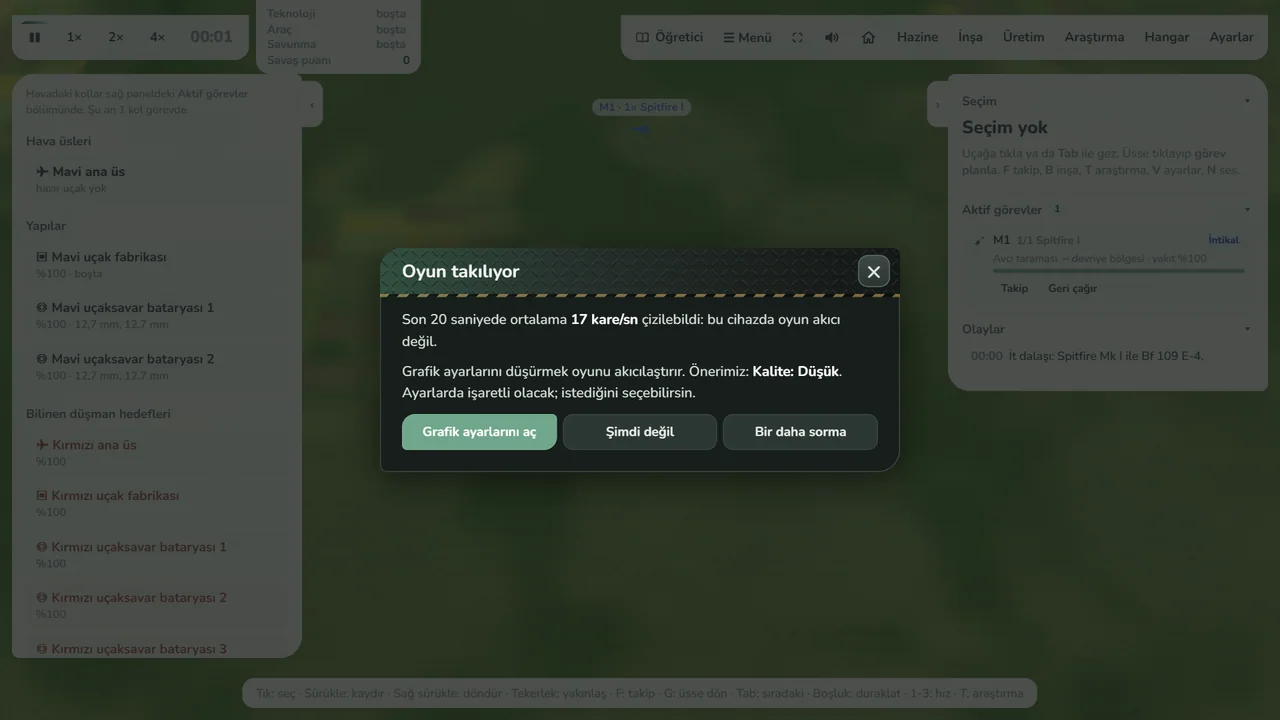 1×
2×
4×
00:01
Teknoloji boşta
Araç boşta
Savunma boşta
Savaş puanı 0
Öğretici
Menü
Hazine
İnşa
Üretim
Araştırma
Hangar
Ayarlar
Havadaki kollar sağ paneldeki Aktif görevler
bölümünde. Şu an 1 kol görevde.
Hava üsleri
Mavi ana üs
hazır uçak yok
Yapılar
Mavi uçak fabrikası
%100 · boşta
Mavi uçaksavar bataryası 1
%100 · 12,7 mm, 12,7 mm
Mavi uçaksavar bataryası 2
%100 · 12,7 mm, 12,7 mm
Bilinen düşman hedefleri
Kırmızı ana üs
%100
Kırmızı uçak fabrikası
%100
Kırmızı uçaksavar bataryası 1
%100
Kırmızı uçaksavar bataryası 2
%100
Kırmızı uçaksavar bataryası 3
M1 · 1× Spitfire I
Oyun takılıyor
Son 20 saniyede ortalama 17 kare/sn çizilebildi: bu cihazda oyun akıcı
değil.
Grafik ayarlarını düşürmek oyunu akıcılaştırır. Önerimiz: Kalite: Düşük.
Ayarlarda işaretli olacak; istediğini seçebilirsin.
Grafik ayarlarını aç
Şimdi değil
Bir daha sorma
Seçim
Seçim yok
Uçağa tıkla ya da Tab ile gez. Üsse tıklayıp görev
planla. F takip, B inşa, T araştırma, V ayarlar, N ses.
Aktif görevler 1
M1 1/1 Spitfire I İntikal
Avcı taraması → devriye bölgesi · yakıt %100
Takip
Geri çağır
Olaylar
00:00 İt dalaşı: Spitfire Mk I ile Bf 109 E-4.
Tık: seç · Sürükle: kaydır · Sağ sürükle: döndür · Tekerlek: yakınlaş · F: takip · G: üsse dön · Tab: sıradaki · Boşluk: duraklat · 1-3: hız · T: araştırma